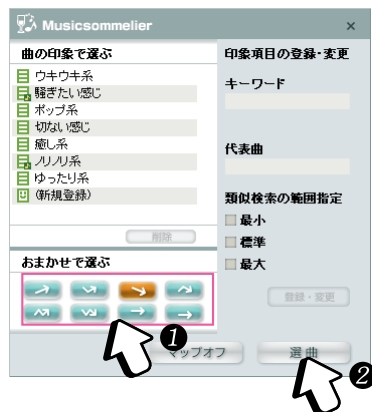 Musicsommelier ×
曲の印象で選ぶ
ウキウキ系
騒ぎたい感じ
ポップ系
切ない感じ
癒し系
ノリノリ系
ゆったり系
(新規登録)
削除
おまかせで選ぶ
印象項目の登録・変更
キーワード
代表曲
類似検索の範囲指定
最小
標準
最大
登録・変更
マップオフ
選曲
1
2